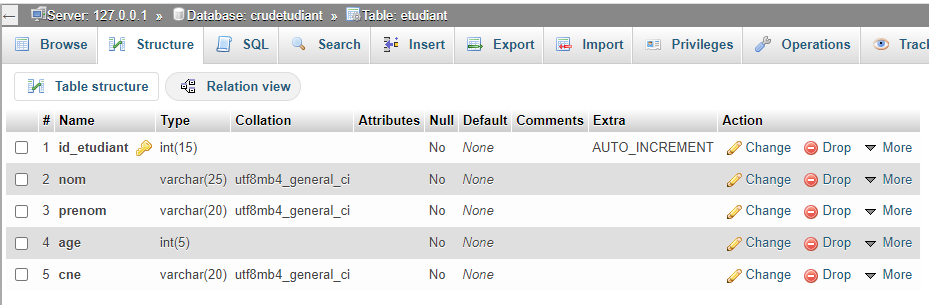 Server: 127.0.0.1 » Database: crudetudiant » Table: etudiant
Browse Structure SQL Search Insert Export Import Privileges Operations Track
Table structure Relation view
# Name Type Collation Attributes Null Default Comments Extra Action
1 id_etudiant int(15) No None AUTO_INCREMENT Change Drop More
2 nom varchar(25) utf8mb4_general_ci No None Change Drop More
3 prenom varchar(20) utf8mb4_general_ci No None Change Drop More
4 age int(5) No None Change Drop More
5 cne varchar(20) utf8mb4_general_ci No None Change Drop More